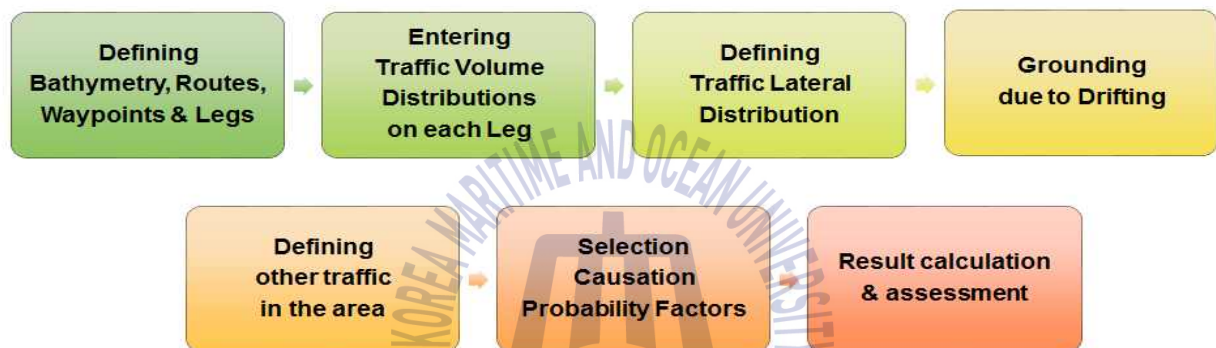 Defining
Bathymetry, Routes,
Waypoints & Legs
Entering
Traffic Volume
Distributions
on each Leg
Defining
Traffic Lateral
Distribution
Grounding
due to Drifting
Defining
other traffic
in the area
Selection
Causation
Probability Factors
Result calculation
& assessment
KOREA MARITIME AND OCEAN UNIVERSITY